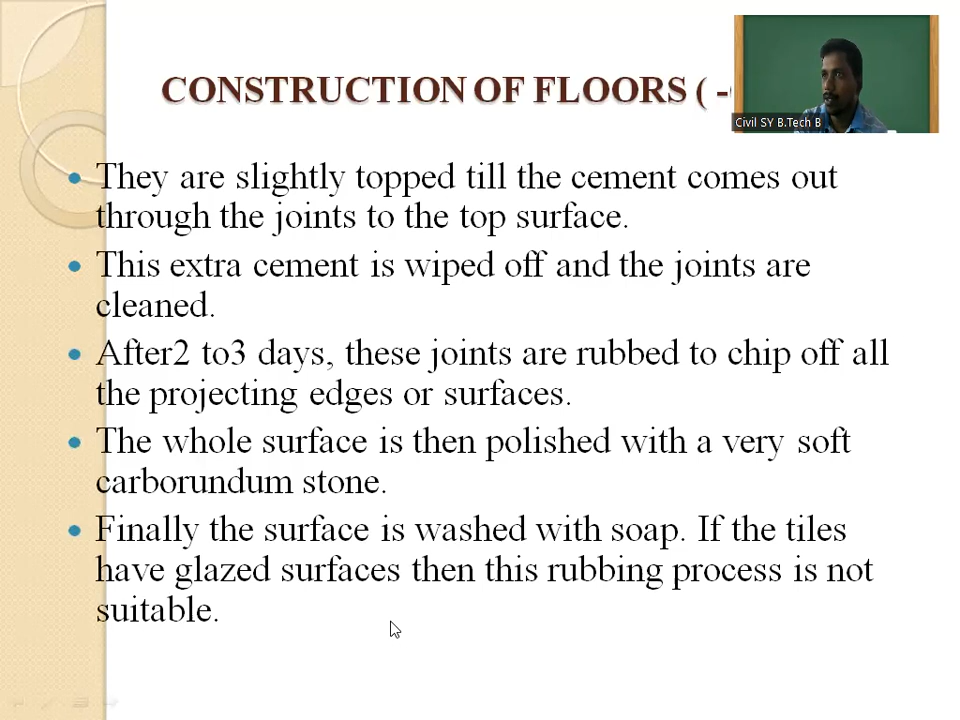 CONSTRUCTION OF FLOORS ( -
Civil SY B.Tech B
They are slightly topped till the cement comes out
through the joints to the top surface.
This extra cement is wiped off and the joints are
cleaned.
After2 to3 days, these joints are rubbed to chip off all
the projecting edges or surfaces.
The whole surface is then polished with a very soft
carborundum stone.
Finally the surface is washed with soap. If the tiles
have glazed surfaces then this rubbing process is not
suitable.